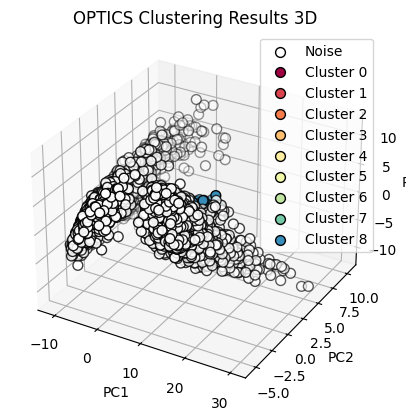 OPTICS Clustering Results 3D
Noise
Cluster 0
Cluster 1
Cluster 2
Cluster 3
Cluster 4
Cluster 5
Cluster 6
Cluster 7
Cluster 8
10
5
0
−5
−10
10.0
7.5
5.0
2.5
0.0
−2.5
−5.0
PC2
−10
0
10
20
30
PC1